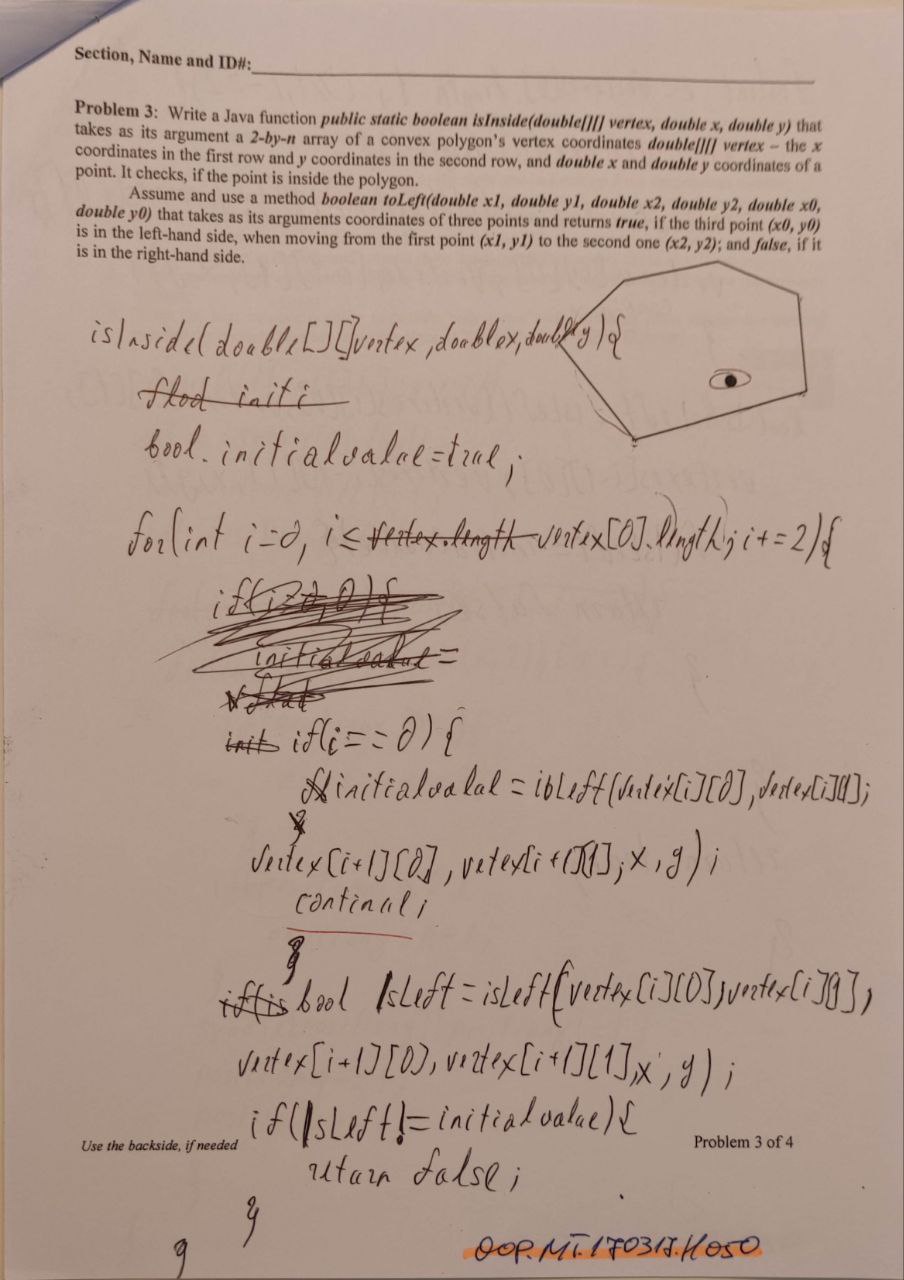 Section, Name and ID#:
Problem 3: Write a Java function public static boolean isInside(double[][] vertex, double x, double y) that
takes as its argument a 2-by-n array of a convex polygon's vertex coordinates double[][] vertex – the x
coordinates in the first row and y coordinates in the second row, and double x and double y coordinates of a
point. It checks, if the point is inside the polygon.
Assume and use a method boolean toLeft(double x1, double y1, double x2, double y2, double x0,
double y0) that takes as its arguments coordinates of three points and returns true, if the third point (x0, y0)
is in the left-hand side, when moving from the first point (x1, y1) to the second one (x2, y2); and false, if it
is in the right-hand side.
isInside(double[][]vertex,doublex,doubley){
initi
bool.initialvalue=true;
for(int i=0, i≤ vertex.length vertex[0].length; i+=2){
if(i
initialvalue=
init if(i==0){
initialvalue=isLeft(vertex[i][0],vertex[i][1];
}
vertex[i+1][0],vetex[i+1][1];x,y);
continue;
}
if(is bool IsLeft=isLeft(vertex[i][0];vertex[i][1],
vertex[i+1][0],vertex[i+1][1],x,y);
if(IsLeft!=initialvalue){
return false;
Use the backside, if needed
Problem 3 of 4
}
}
OOP.MT.170317.H050